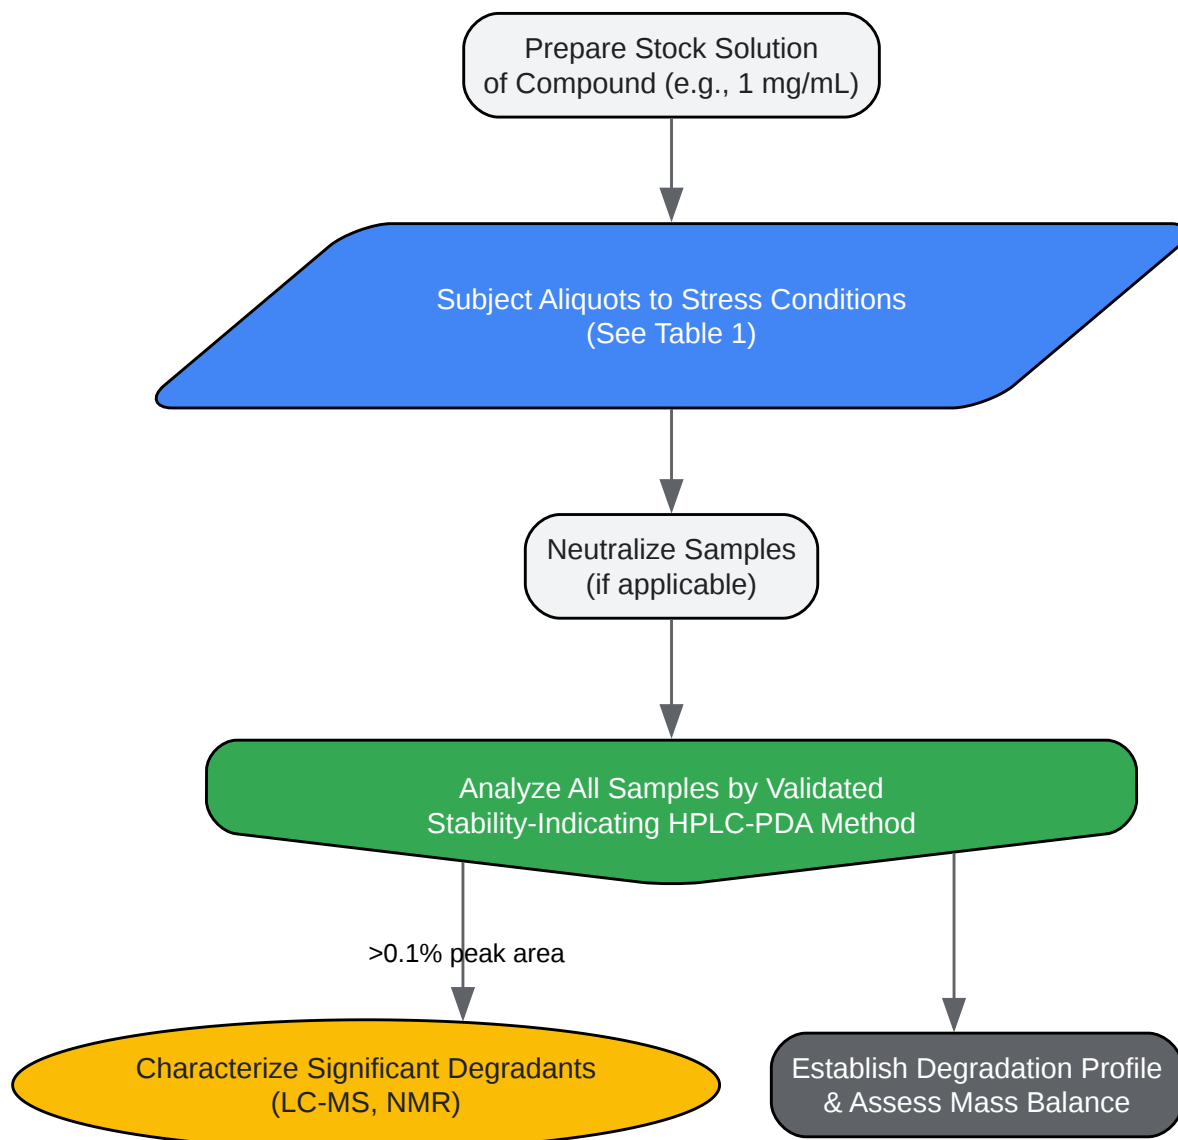 Prepare Stock Solution
of Compound (e.g., 1 mg/mL)
Subject Aliquots to Stress Conditions
(See Table 1)
Neutralize Samples
(if applicable)
Analyze All Samples by Validated
Stability-Indicating HPLC-PDA Method
>0.1% peak area
Characterize Significant Degradants
(LC-MS, NMR)
Establish Degradation Profile
& Assess Mass Balance